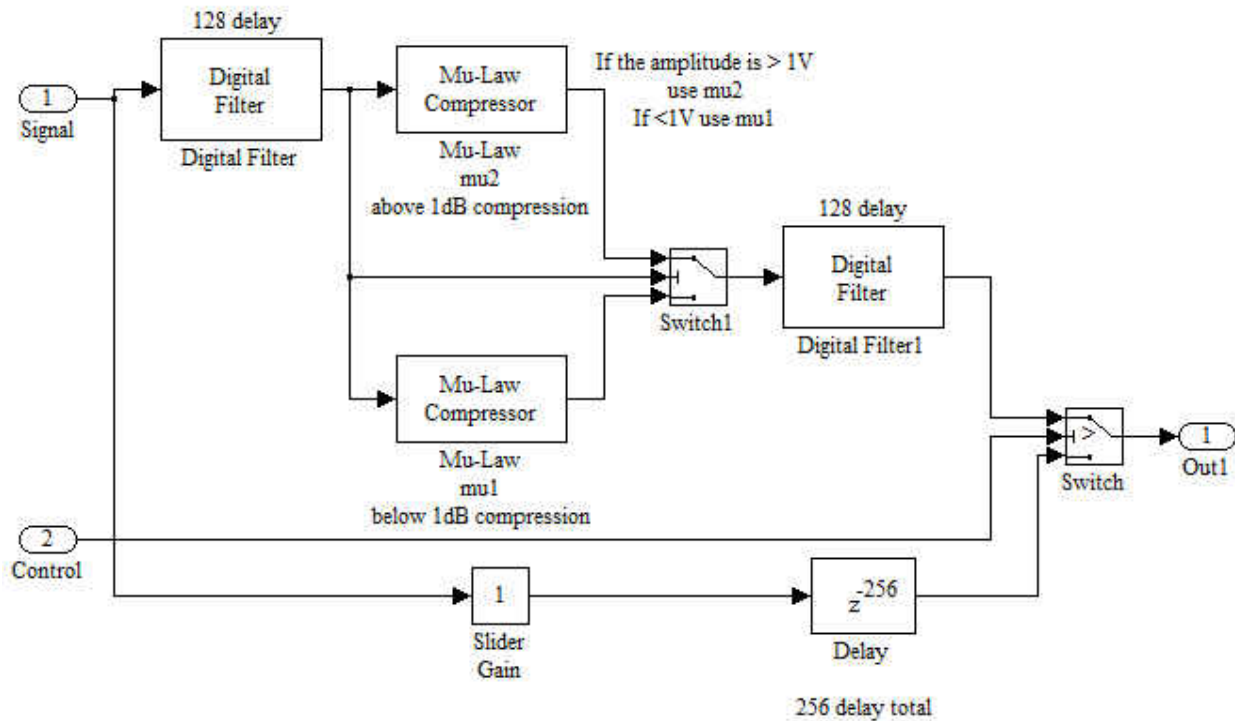 128 delay
Digital
Filter
Digital Filter
1
Signal
Mu-Law
Compressor
Mu-Law
mu2
above 1dB compression
If the amplitude is > 1V
use mu2
If <1V use mu1
Switch1
128 delay
Digital
Filter
Digital Filter1
Mu-Law
Compressor
Mu-Law
mu1
below 1dB compression
>
Switch
1
Out1
2
Control
1
Slider
Gain
z^-256
Delay
256 delay total